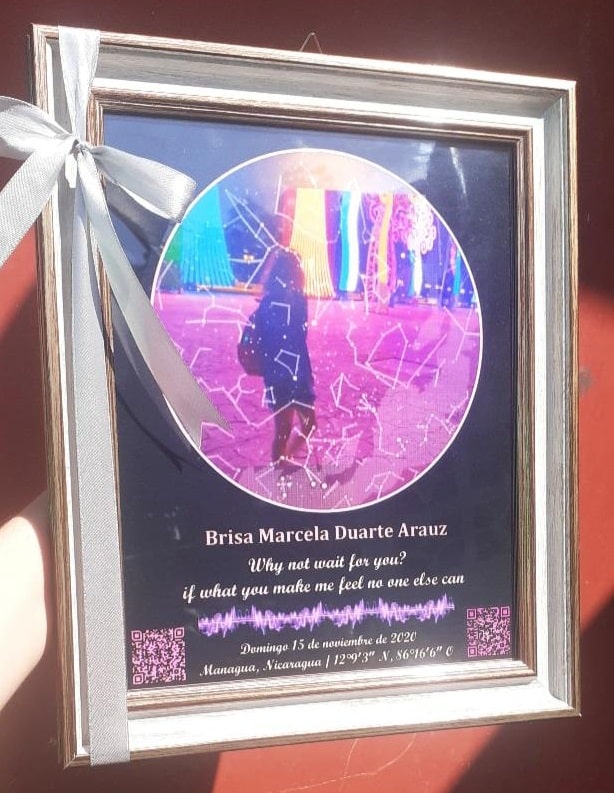 Brisa Marcela Duarte Arauz
Why not wait for you?
if what you make me feel no one else can
Domingo 15 de noviembre de 2020
Managua, Nicaragua | 12°9'3" N, 86°16'6" O